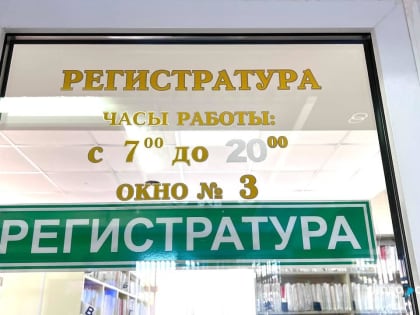 РЕГИСТРАТУРА
ЧАСЫ РАБОТЫ:
с 7⁰⁰ до 20⁰⁰
ОКНО № 3
РЕГИСТРАТУРА